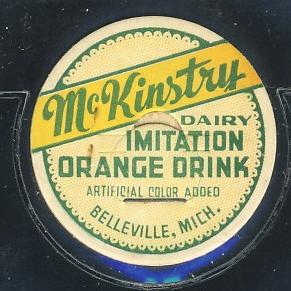 McKinstry
DAIRY
IMITATION
ORANGE DRINK
ARTIFICIAL COLOR ADDED
BELLEVILLE, MICH.